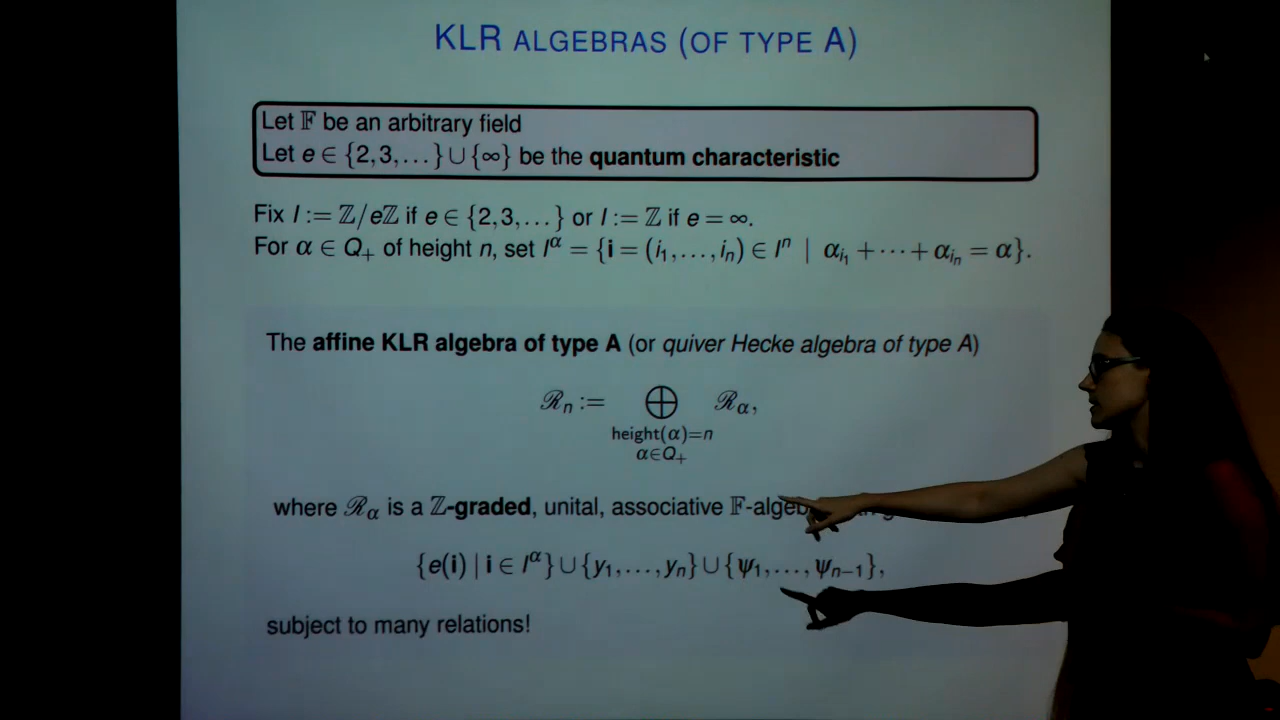 KLR ALGEBRAS (OF TYPE A)
Let 𝔽 be an arbitrary field
Let e ∈ {2,3,…} ∪ {∞} be the quantum characteristic
Fix I := ℤ/eℤ if e ∈ {2,3,…} or I := ℤ if e = ∞.
For α ∈ Q₊ of height n, set I^α = {i = (i₁,…,iₙ) ∈ Iⁿ | α_{i₁} + ⋯ + α_{iₙ} = α}.
The affine KLR algebra of type A (or quiver Hecke algebra of type A)
ℛₙ := ⨁ ℛ_α,
height(α)=n
α∈Q₊
where ℛ_α is a ℤ-graded, unital, associative 𝔽-algeb
{e(i) | i ∈ I^α} ∪ {y₁,…,yₙ} ∪ {ψ₁,…,ψₙ₋₁},
subject to many relations!